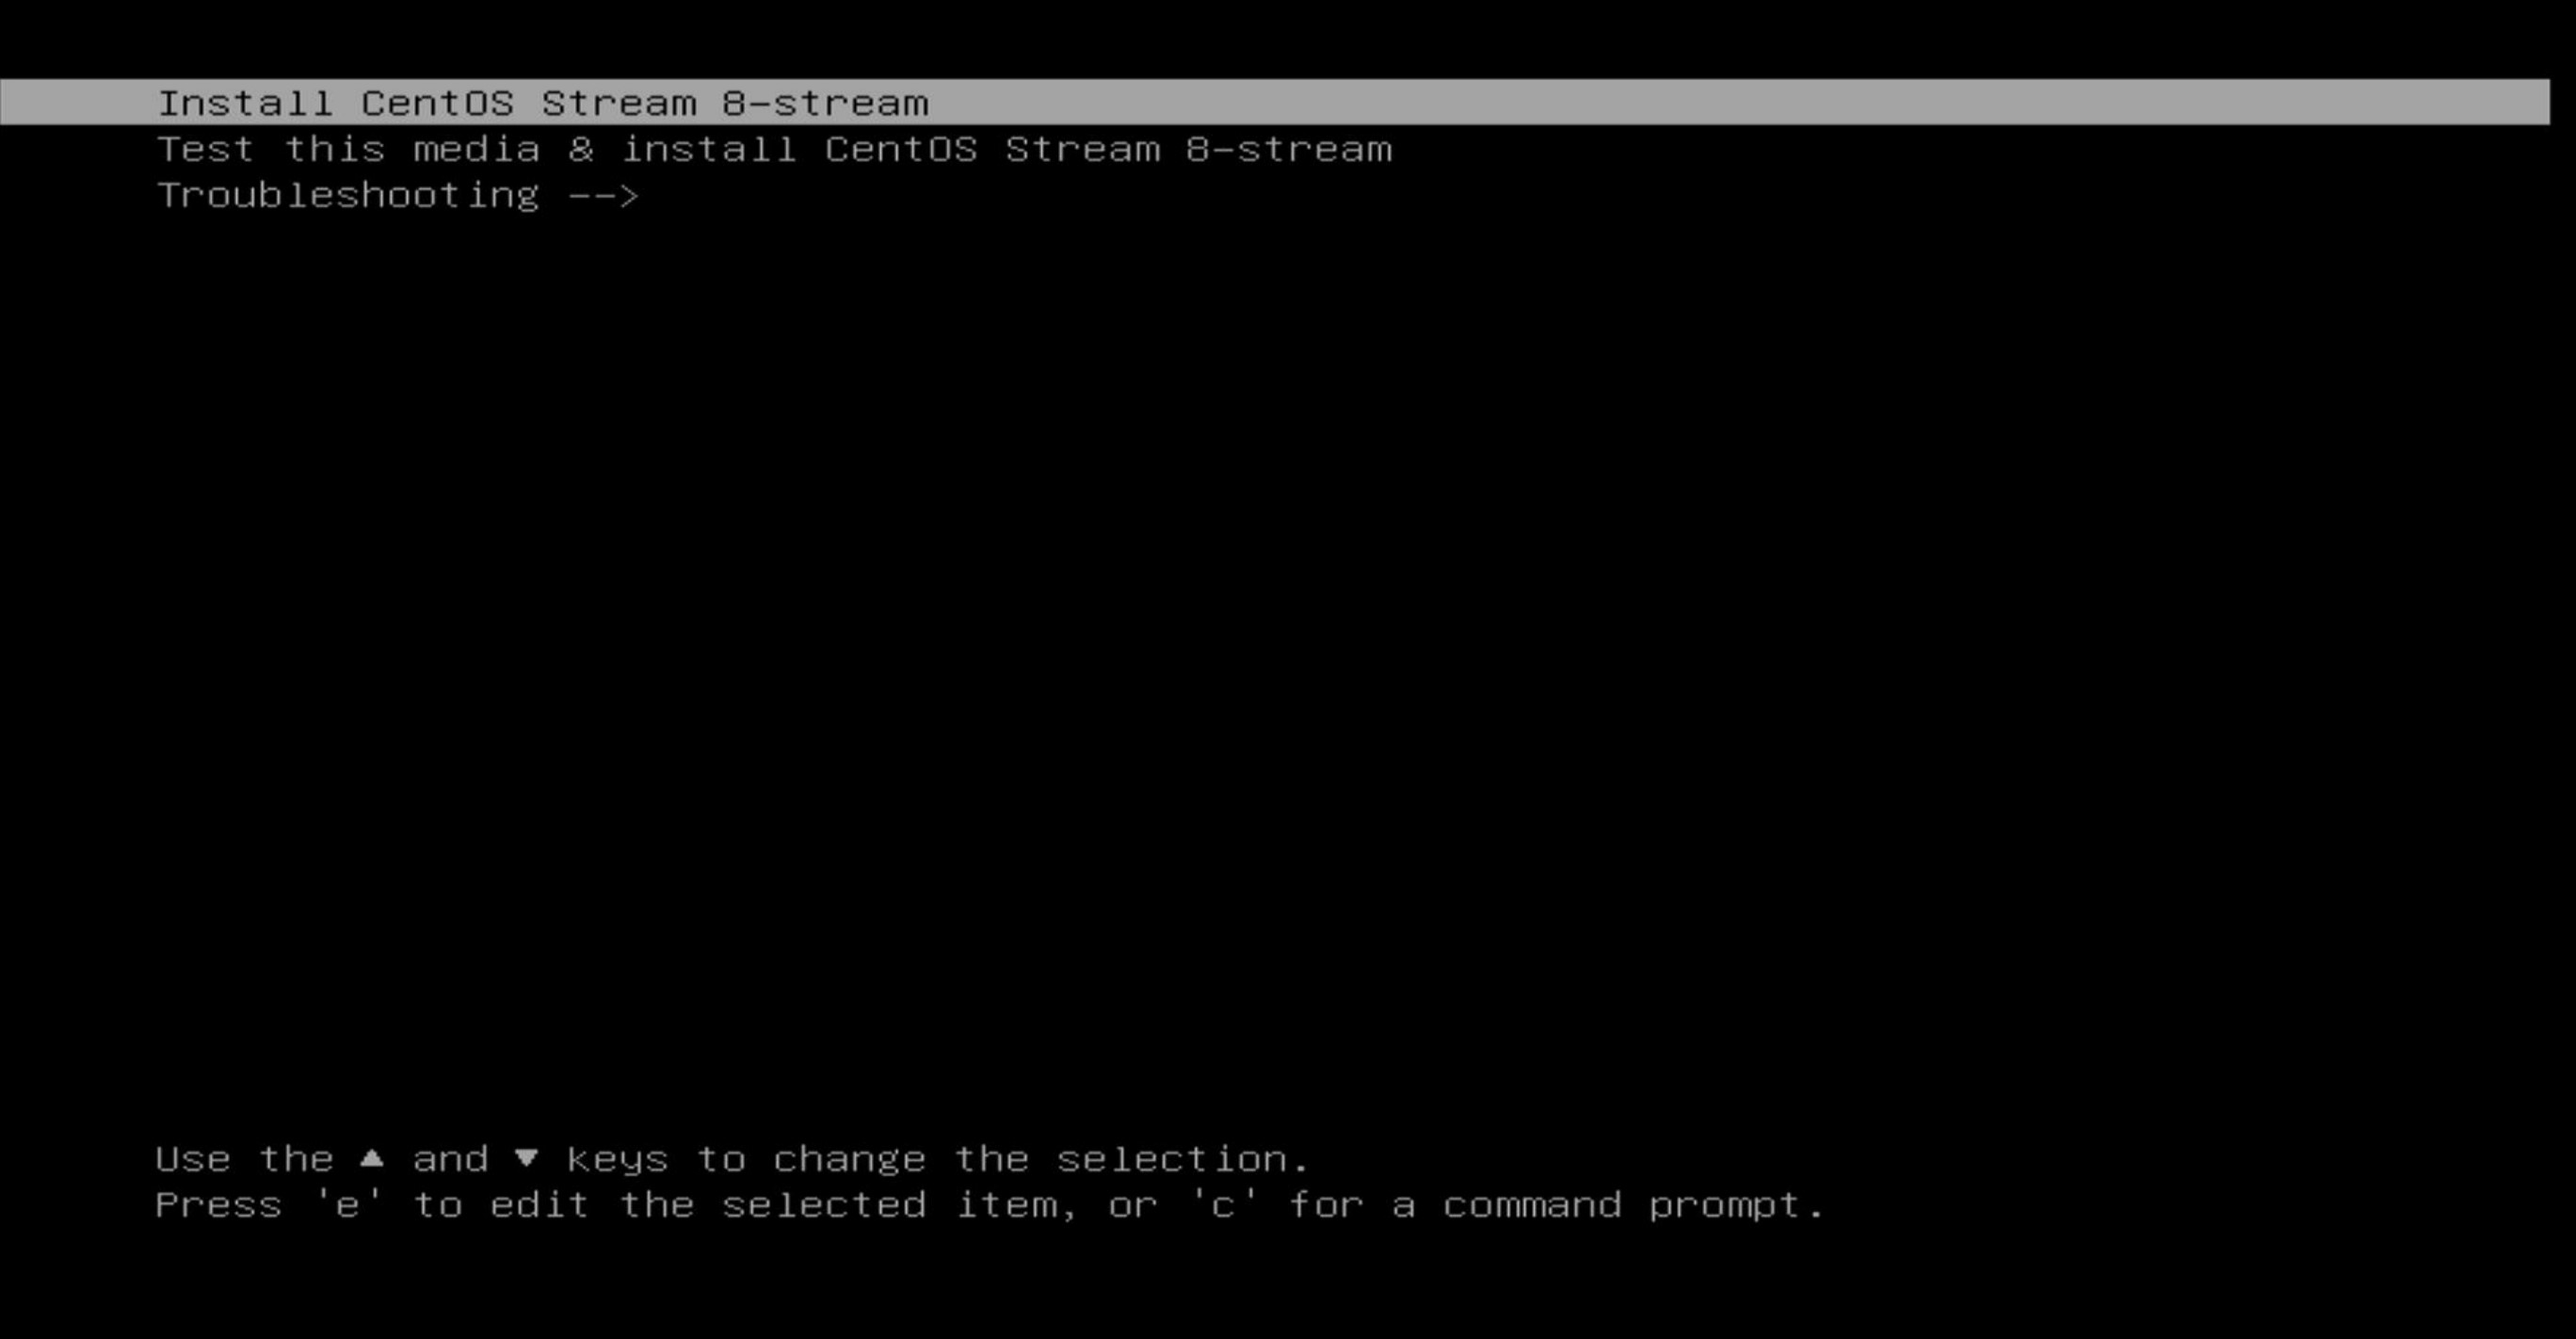 Install CentOS Stream 8-stream
Test this media & install CentOS Stream 8-stream
Troubleshooting -->
Use the ▲ and ▼ keys to change the selection.
Press 'e' to edit the selected item, or 'c' for a command prompt.